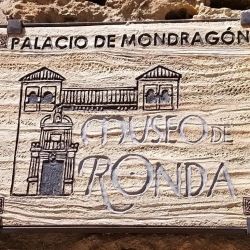 PALACIO DE MONDRAGÓN
MUSEO DE
RONDA